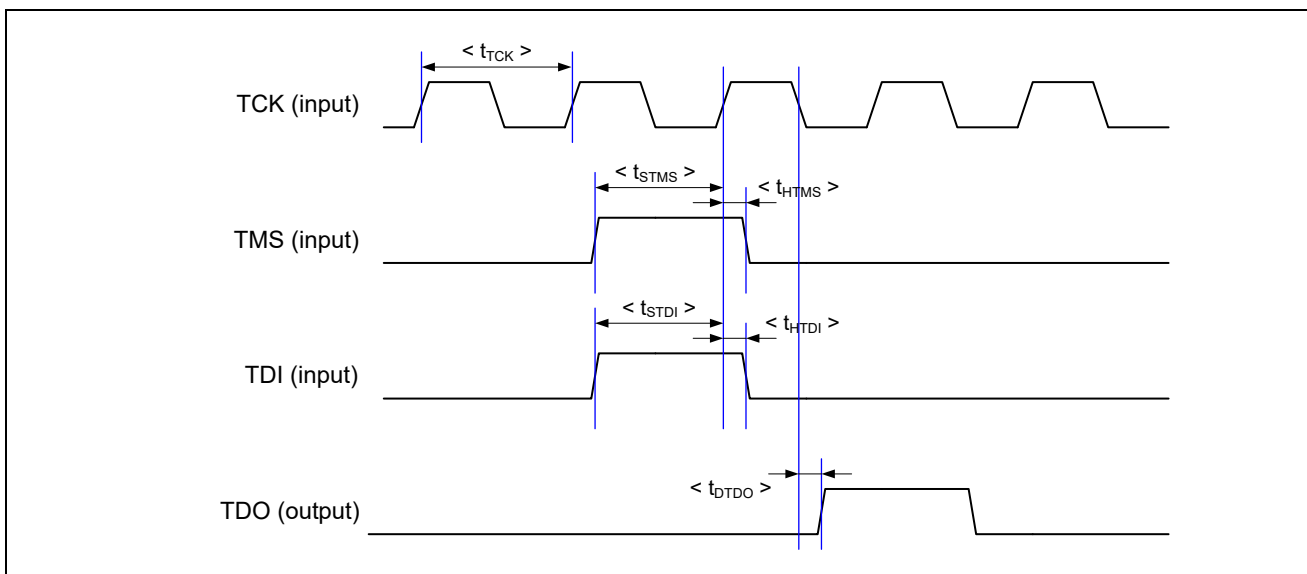 < tTCK >
TCK (input)
< tSTMS >
< tHTMS >
TMS (input)
< tSTDI >
< tHTDI >
TDI (input)
< tDTDO >
TDO (output)